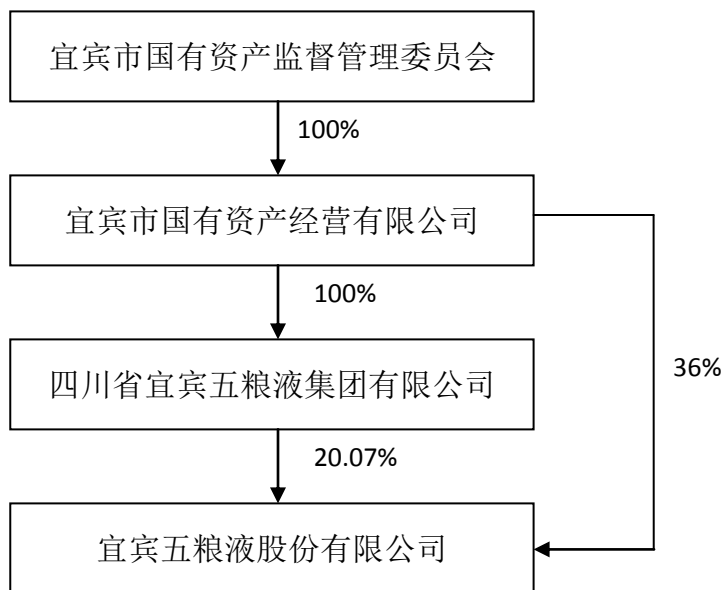 宜宾市国有资产监督管理委员会
100%
宜宾市国有资产经营有限公司
100%
四川省宜宾五粮液集团有限公司
36%
20.07%
宜宾五粮液股份有限公司